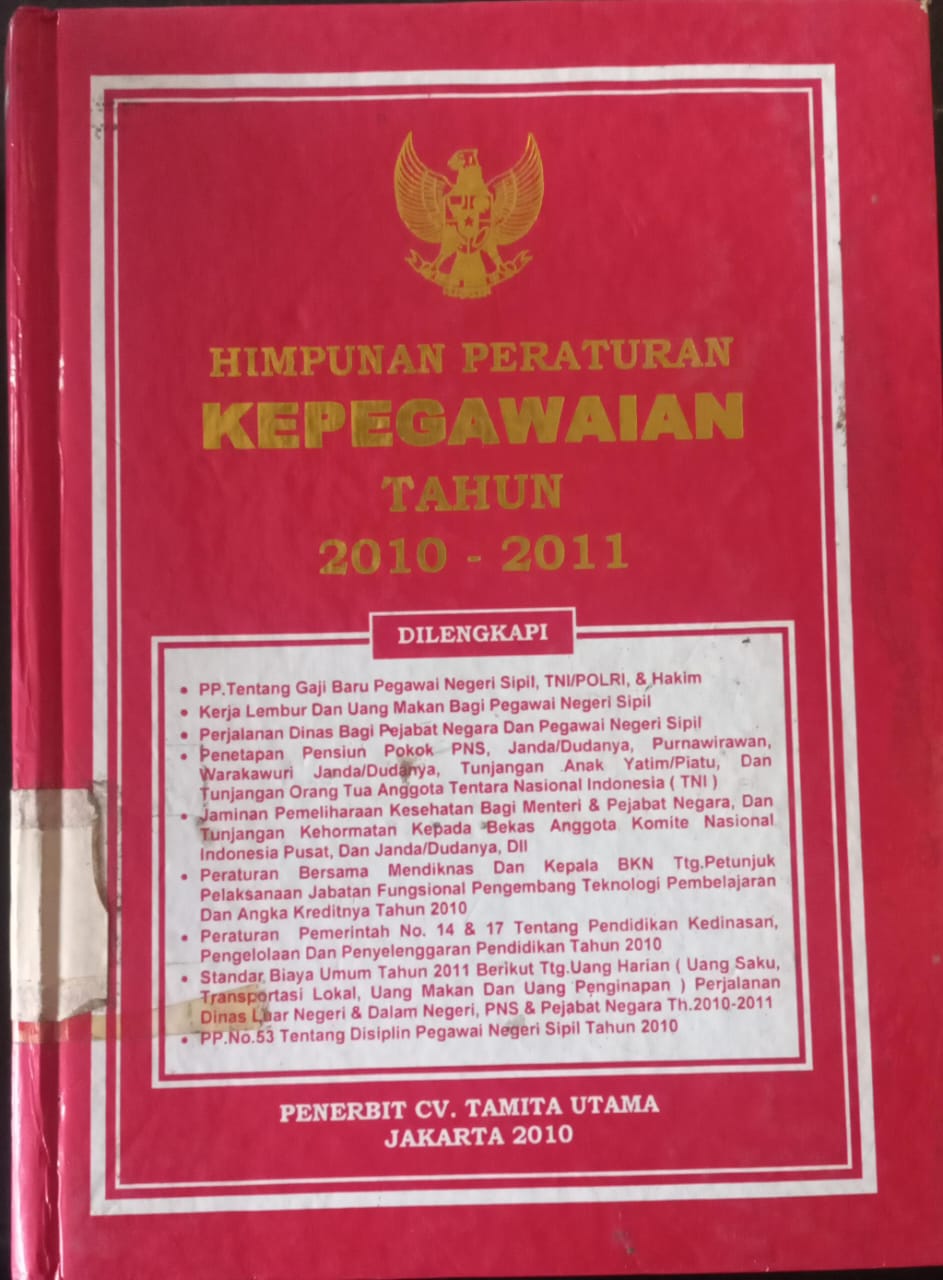 HIMPUNAN PERATURAN
KEPEGAWAIAN
TAHUN
2010 - 2011
DILENGKAPI
• PP.Tentang Gaji Baru Pegawai Negeri Sipil, TNI/POLRI, & Hakim
• Kerja Lembur Dan Uang Makan Bagi Pegawai Negeri Sipil
• Perjalanan Dinas Bagi Pejabat Negara Dan Pegawai Negeri Sipil
• Penetapan Pensiun Pokok PNS, Janda/Dudanya, Purnawirawan,
Warakawuri Janda/Dudanya, Tunjangan Anak Yatim/Piatu, Dan
Tunjangan Orang Tua Anggota Tentara Nasional Indonesia ( TNI )
• Jaminan Pemeliharaan Kesehatan Bagi Menteri & Pejabat Negara, Dan
Tunjangan Kehormatan Kepada Bekas Anggota Komite Nasional
Indonesia Pusat, Dan Janda/Dudanya, Dll
• Peraturan Bersama Mendiknas Dan Kepala BKN Ttg.Petunjuk
Pelaksanaan Jabatan Fungsional Pengembang Teknologi Pembelajaran
Dan Angka Kreditnya Tahun 2010
• Peraturan Pemerintah No. 14 & 17 Tentang Pendidikan Kedinasan,
Pengelolaan Dan Penyelenggaran Pendidikan Tahun 2010
• Standar Biaya Umum Tahun 2011 Berikut Ttg.Uang Harian ( Uang Saku,
Transportasi Lokal, Uang Makan Dan Uang Penginapan ) Perjalanan
Dinas Luar Negeri & Dalam Negeri, PNS & Pejabat Negara Th.2010-2011
• PP.No.53 Tentang Disiplin Pegawai Negeri Sipil Tahun 2010
PENERBIT CV. TAMITA UTAMA
JAKARTA 2010